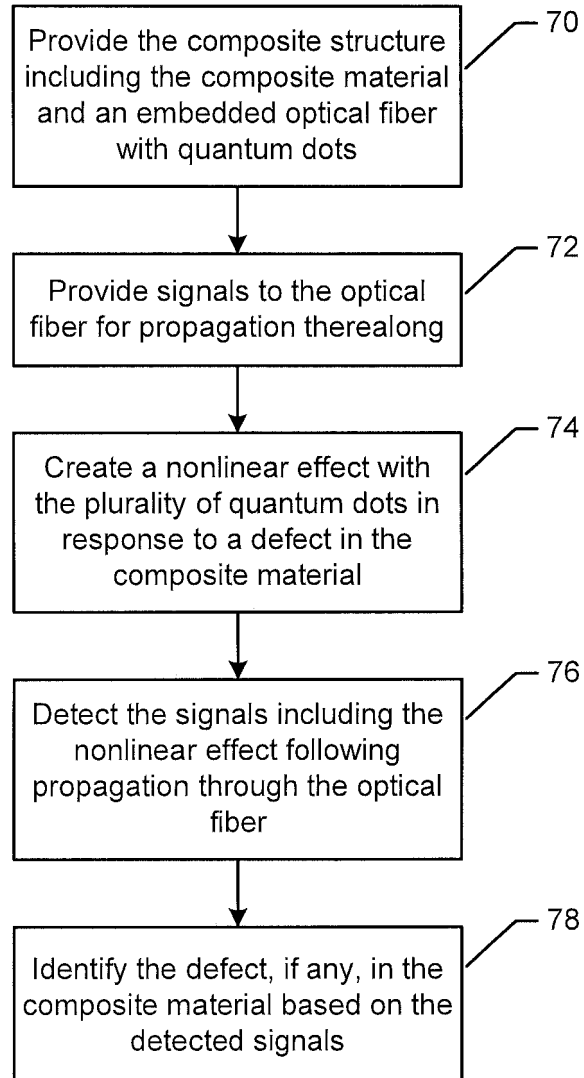 70
Provide the composite structure
including the composite material
and an embedded optical fiber
with quantum dots
72
Provide signals to the optical
fiber for propagation therealong
74
Create a nonlinear effect with
the plurality of quantum dots in
response to a defect in the
composite material
76
Detect the signals including the
nonlinear effect following
propagation through the optical
fiber
78
Identify the defect, if any, in the
composite material based on the
detected signals